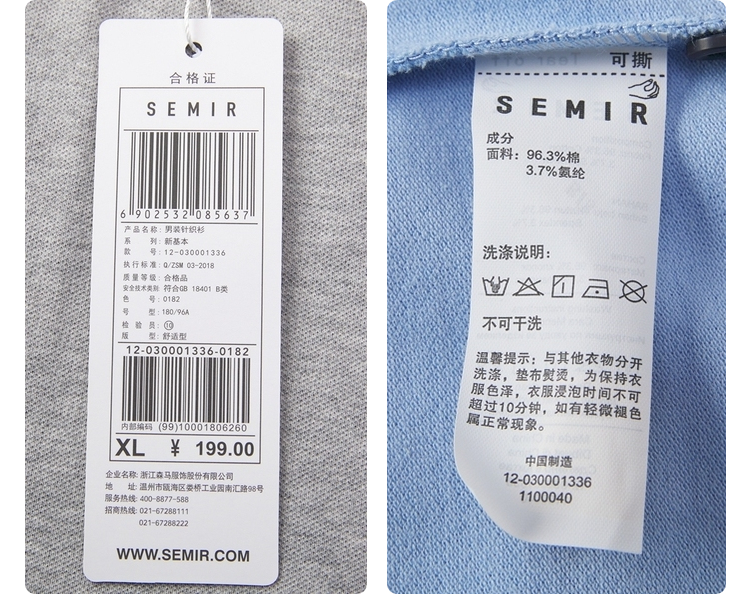 合格证
SEMIR
6 902532 085637
产品名称: 男装针织衫
系 列: 新基本
款 号: 12-030001336
执行标准: Q/ZSM 03-2018
质量等级: 合格品
安全技术类别: 符合GB 18401 B类
色 号: 0182
号 型: 180/96A
检 验 员: ⑩
版 型: 舒适型
12-030001336-0182
内部编码 (99)10001806260
XL ¥ 199.00
企业名称: 浙江森马服饰股份有限公司
地 址: 温州市瓯海区娄桥工业园南汇路98号
服务热线: 400-8877-588
招商热线: 021-67288111
021-67288222
WWW.SEMIR.COM
可撕
SEMIR
成分
面料: 96.3%棉
3.7%氨纶
洗涤说明:
不可干洗
温馨提示: 与其他衣物分开
洗涤, 垫布熨烫, 为保持衣
服色泽, 衣服浸泡时间不可
超过10分钟, 如有轻微褪色
属正常现象。
中国制造
12-030001336
1100040